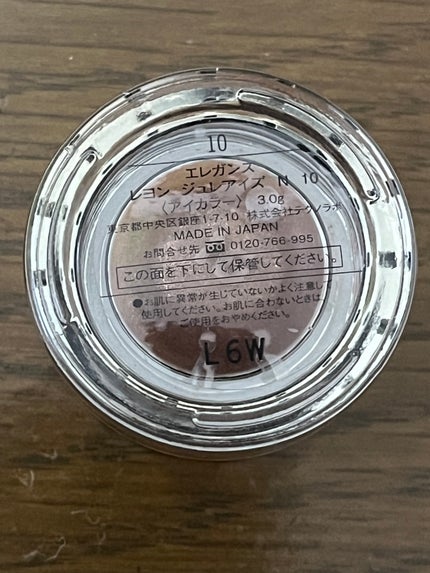 10
エレガンス
レヨン ジュレアイズ N 10
〈アイカラー〉 3.0g
東京都中央区銀座1-7-10 株式会社テクノラボ
MADE IN JAPAN
お問合せ先 0120-766-995
この面を下にして保管してください。
●お肌に異常が生じていないかよく注意して
使用してください。お肌に合わないときは、
ご使用をおやめください。
L6W